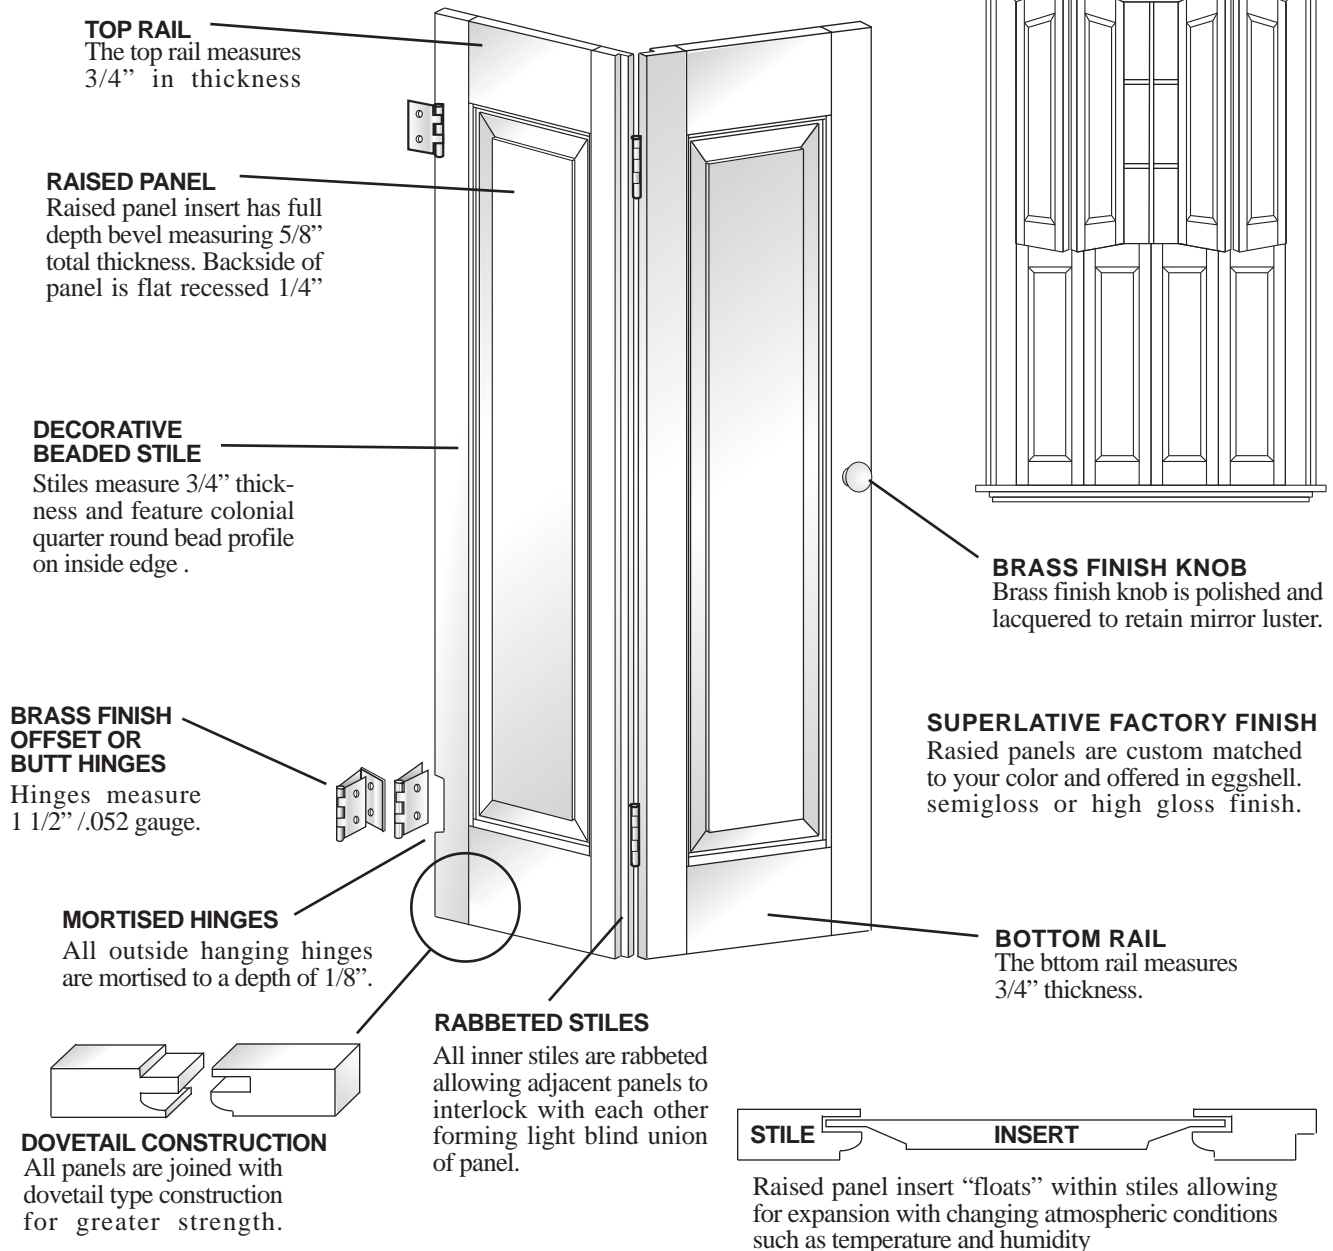 TOP RAIL
The top rail measures
3/4” in thickness
RAISED PANEL
Raised panel insert has full
depth bevel measuring 5/8”
total thickness. Backside of
panel is flat recessed 1/4”
DECORATIVE
BEADED STILE
Stiles measure 3/4” thick-
ness and feature colonial
quarter round bead profile
on inside edge .
BRASS FINISH KNOB
Brass finish knob is polished and
lacquered to retain mirror luster.
BRASS FINISH
OFFSET OR
BUTT HINGES
Hinges measure
1 1/2” /.052 gauge.
SUPERLATIVE FACTORY FINISH
Rasied panels are custom matched
to your color and offered in eggshell.
semigloss or high gloss finish.
MORTISED HINGES
All outside hanging hinges
are mortised to a depth of 1/8”.
BOTTOM RAIL
The bttom rail measures
3/4” thickness.
RABBETED STILES
All inner stiles are rabbeted
allowing adjacent panels to
interlock with each other
forming light blind union
of panel.
DOVETAIL CONSTRUCTION
All panels are joined with
dovetail type construction
for greater strength.
STILE INSERT
Raised panel insert “floats” within stiles allowing
for expansion with changing atmospheric conditions
such as temperature and humidity